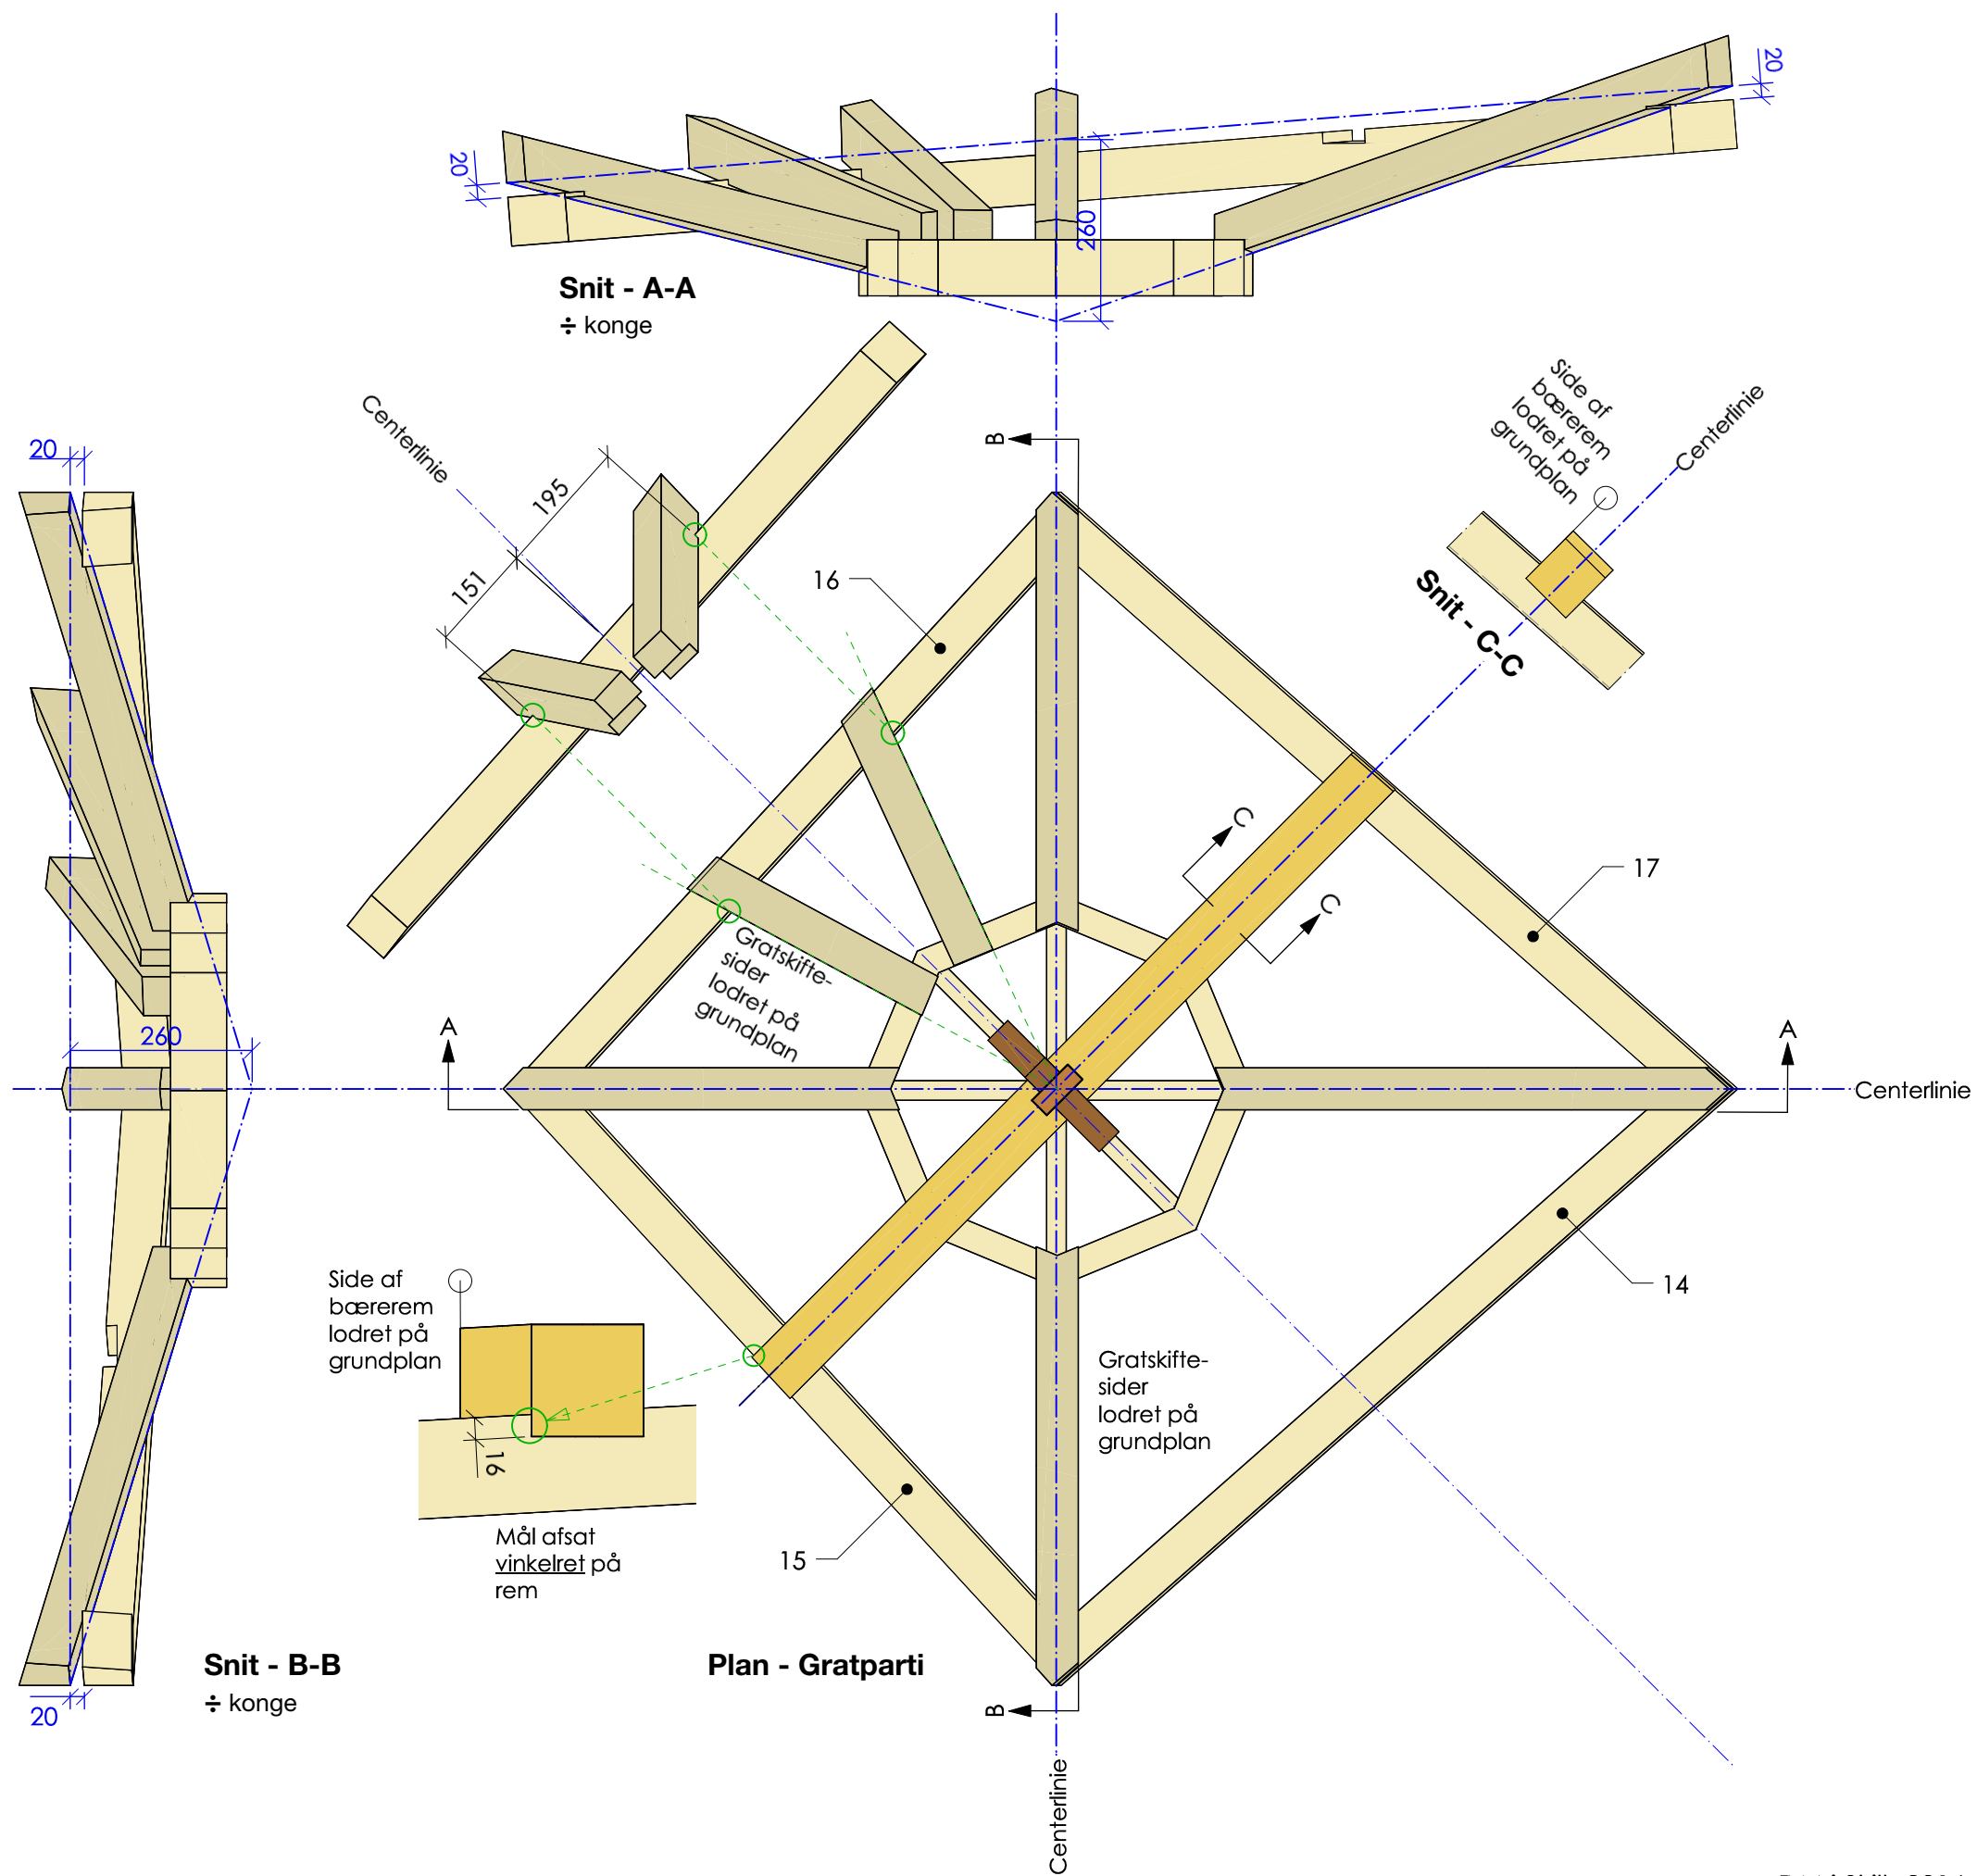 20
20
260
Snit - A-A
÷ konge
Centerlinie
195
151
Side af
bærerem
lodret på
grundplan
Centerlinie
Snit - C-C
20
B
16
17
C
C
Gratskifte-
sider
lodret på
grundplan
260
A
A
Centerlinie
Side af
bærerem
lodret på
grundplan
16
14
Gratskifte-
sider
lodret på
grundplan
Mål afsat
vinkelret på
rem
15
Snit - B-B
÷ konge
20
Plan - Gratparti
B
Centerlinie